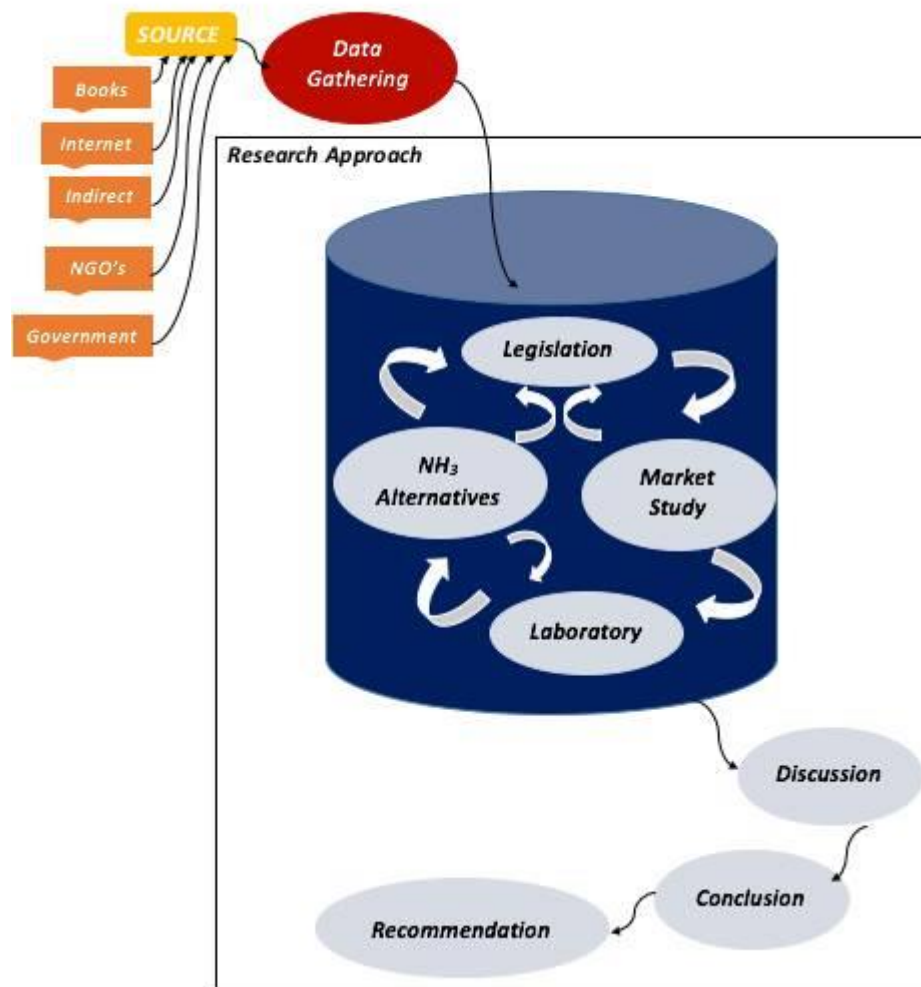 SOURCE
Data
Gathering
Books
Internet
Indirect
NGO's
Government
Research Approach
Legislation
NH₃
Alternatives
Market
Study
Laboratory
Discussion
Conclusion
Recommendation